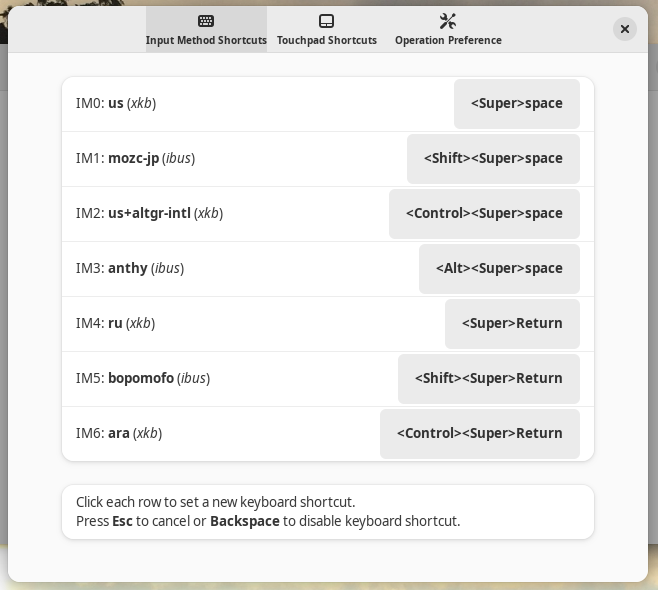 Input Method Shortcuts
Touchpad Shortcuts
Operation Preference
IM0: us (xkb)
<Super>space
IM1: mozc-jp (ibus)
<Shift><Super>space
IM2: us+altgr-intl (xkb)
<Control><Super>space
IM3: anthy (ibus)
<Alt><Super>space
IM4: ru (xkb)
<Super>Return
IM5: bopomofo (ibus)
<Shift><Super>Return
IM6: ara (xkb)
<Control><Super>Return
Click each row to set a new keyboard shortcut.
Press Esc to cancel or Backspace to disable keyboard shortcut.